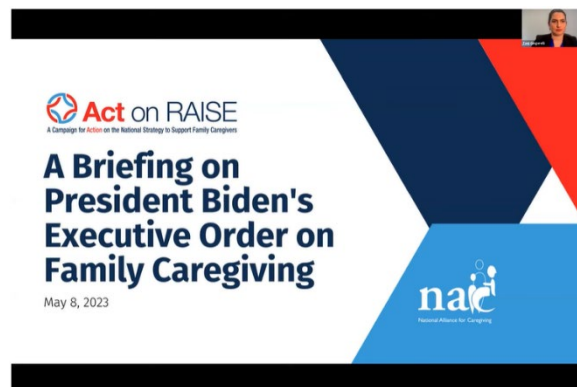 Act on RAISE
A Campaign for Action on the National Strategy to Support Family Caregivers
A Briefing on
President Biden's
Executive Order on
Family Caregiving
May 8, 2023
nac
National Alliance for Caregiving